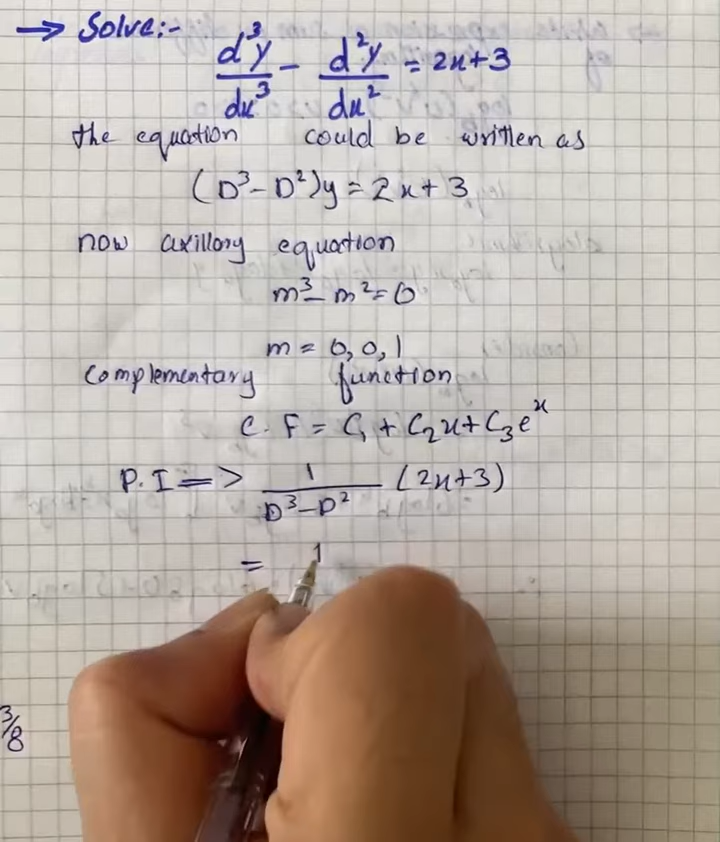 → Solve:-
d³y/dx³ - d²y/dx² = 2x+3
the equation could be written as
(D³-D²)y = 2x+3
now axillory equation
m³-m²=0
m = 0,0,1
Complementary function
C.F = C₁ + C₂x + C₃eˣ
P.I => 1/(D³-D²) (2x+3)
= 1
3/8